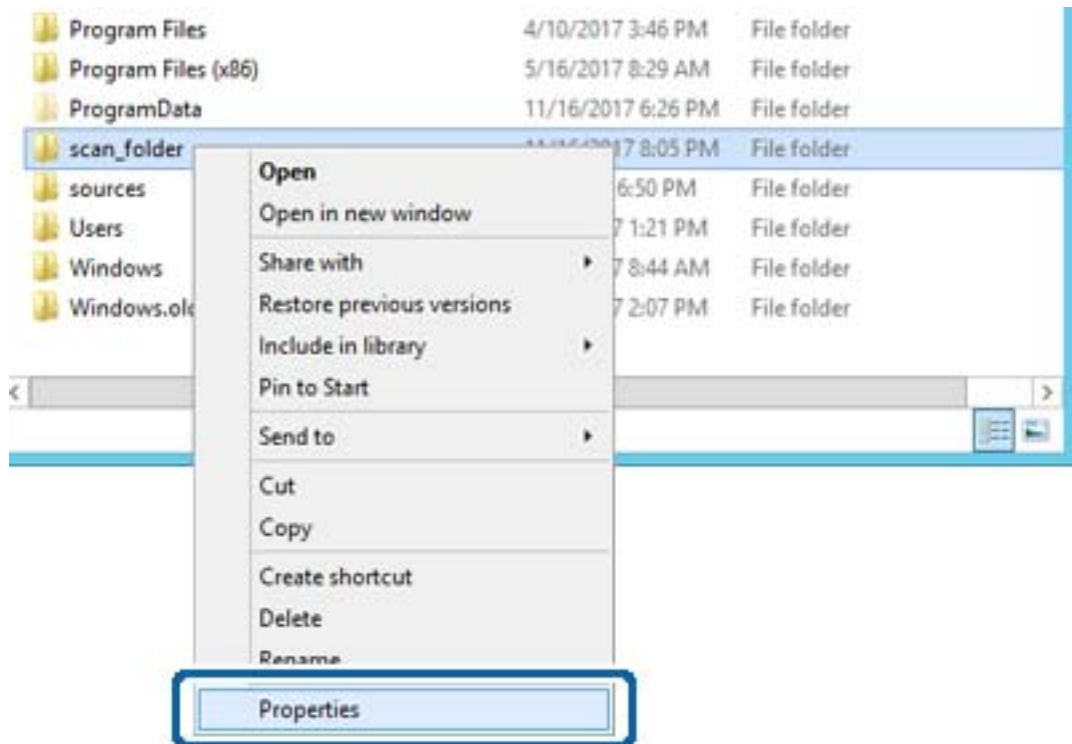 Program Files 4/10/2017 3:46 PM File folder
Program Files (x86) 5/16/2017 8:29 AM File folder
ProgramData 11/16/2017 6:26 PM File folder
scan_folder 8:05 PM File folder
sources 6:50 PM File folder
Users 1:21 PM File folder
Windows 8:44 AM File folder
Windows.old 2:07 PM File folder
Open
Open in new window
Share with
Restore previous versions
Include in library
Pin to Start
Send to
Cut
Copy
Create shortcut
Delete
Rename
Properties